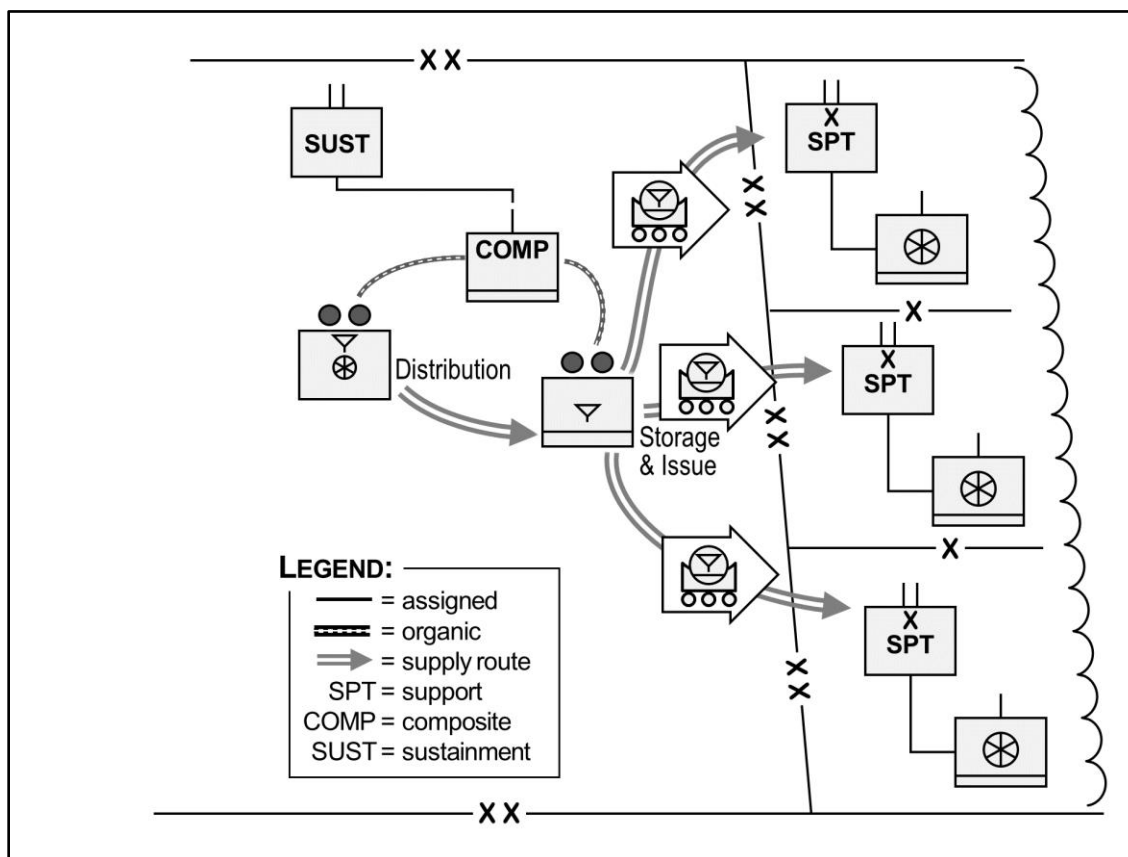 XX
SUST
COMP
Distribution
Storage
& Issue
X
SPT
XX
X
X
SPT
XX
X
X
SPT
XX
LEGEND:
= assigned
= organic
= supply route
SPT = support
COMP = composite
SUST = sustainment
XX